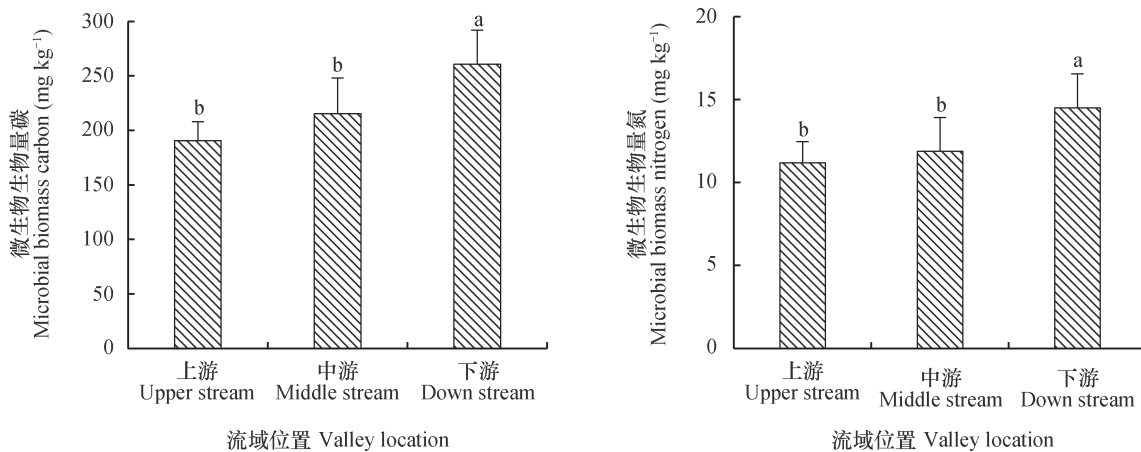 微生物生物量碳
Microbial biomass carbon (mg kg⁻¹)
300
250
200
150
100
50
0
b
b
a
上游
Upper stream
中游
Middle stream
下游
Down stream
流域位置 Valley location
微生物生物量氮
Microbial biomass nitrogen (mg kg⁻¹)
20
15
10
5
0
b
b
a
上游
Upper stream
中游
Middle stream
下游
Down stream
流域位置 Valley location